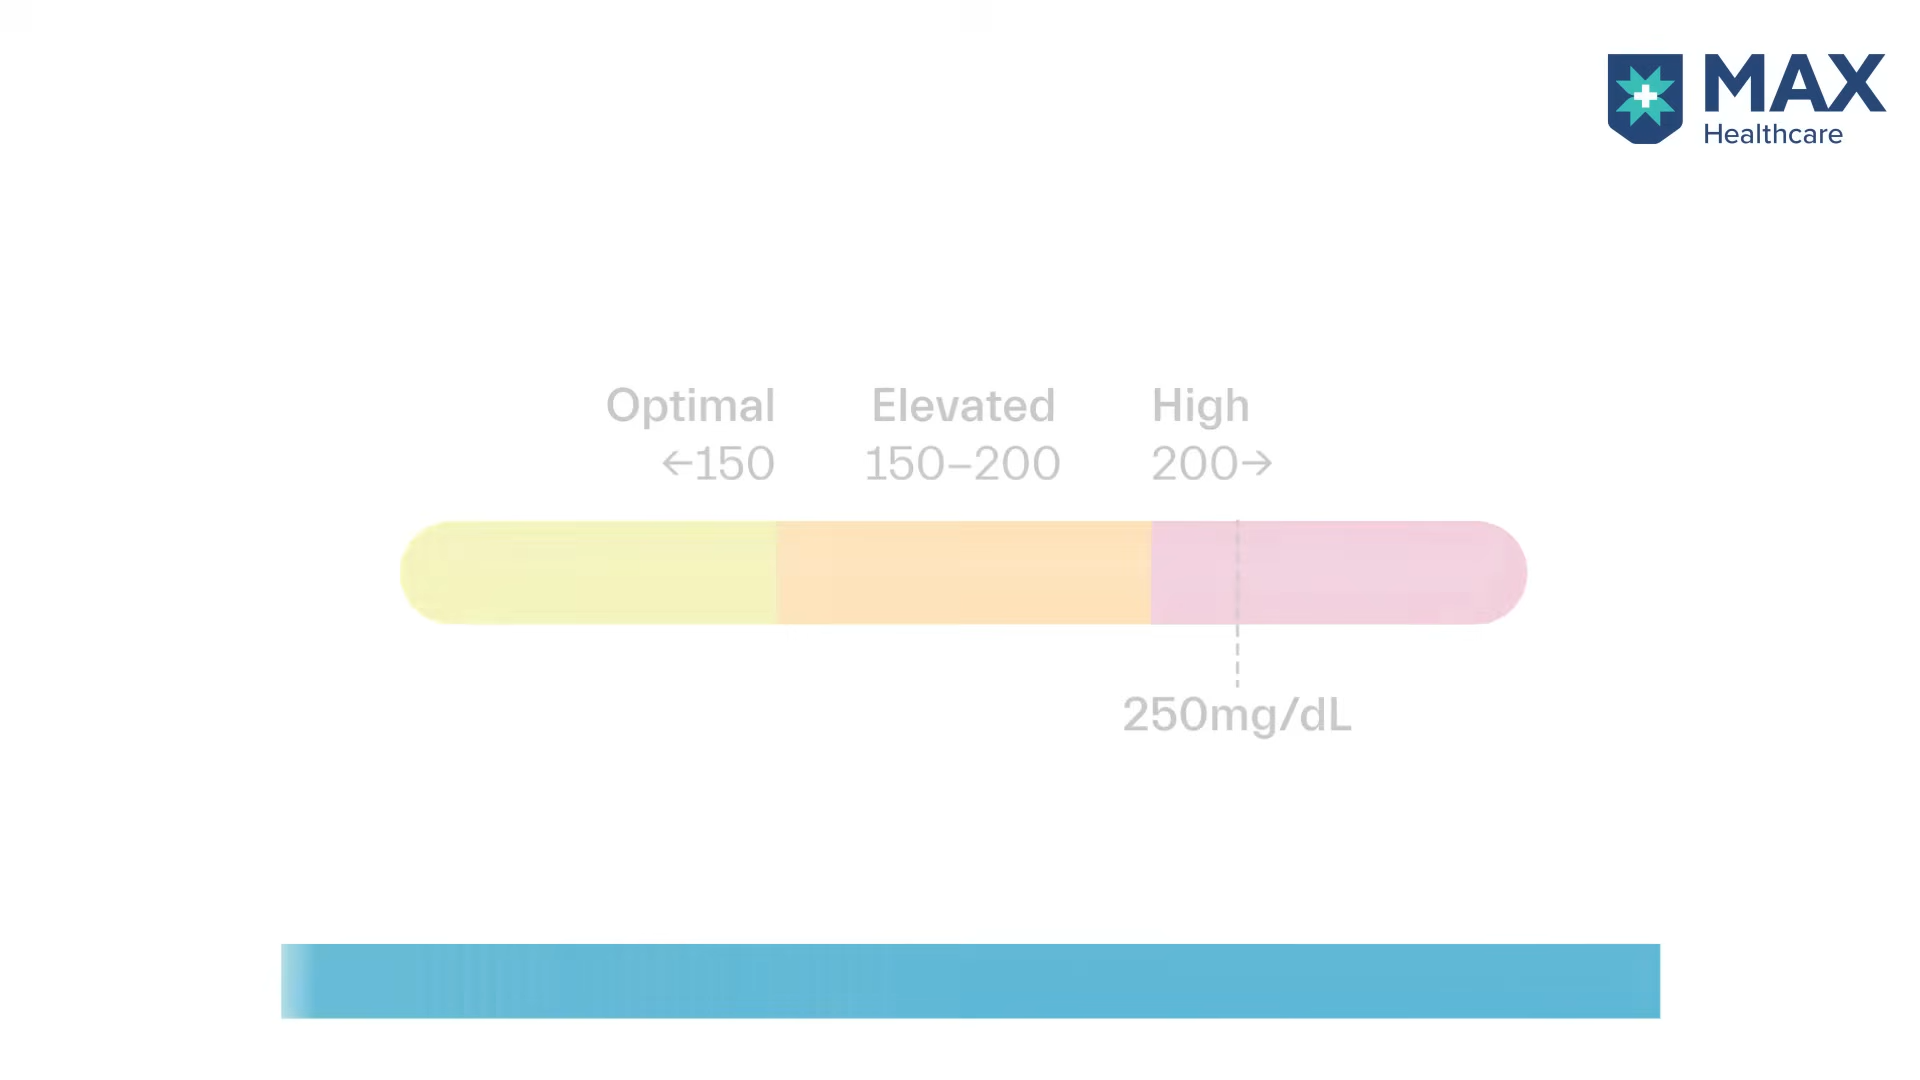 MAX
Healthcare
Optimal Elevated High
←150 150–200 200→
250mg/dL